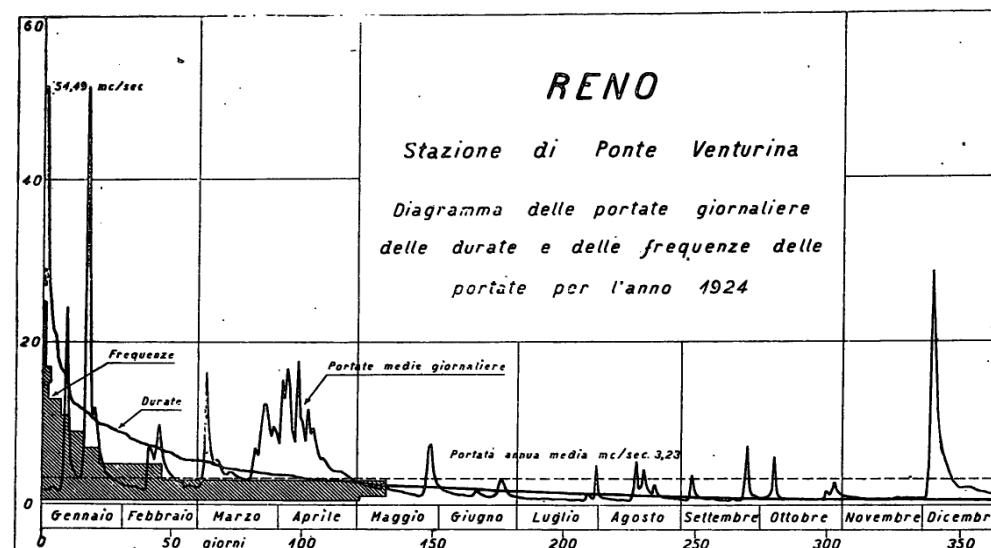 60
54,49 mc/sec
RENO
Stazione di Ponte Venturina
Diagramma delle portate giornaliere
delle durate e delle frequenze delle
portate per l'anno 1924
40
20
Frequenze
Portate medie giornaliere
Durate
Portata annua media mc/sec. 3,23
0
Gennaio Febbraio Marzo Aprile Maggio Giugno Luglio Agosto Settembre Ottobre Novembre Dicembr
0 50 giorni 100 150 200 250 300 350